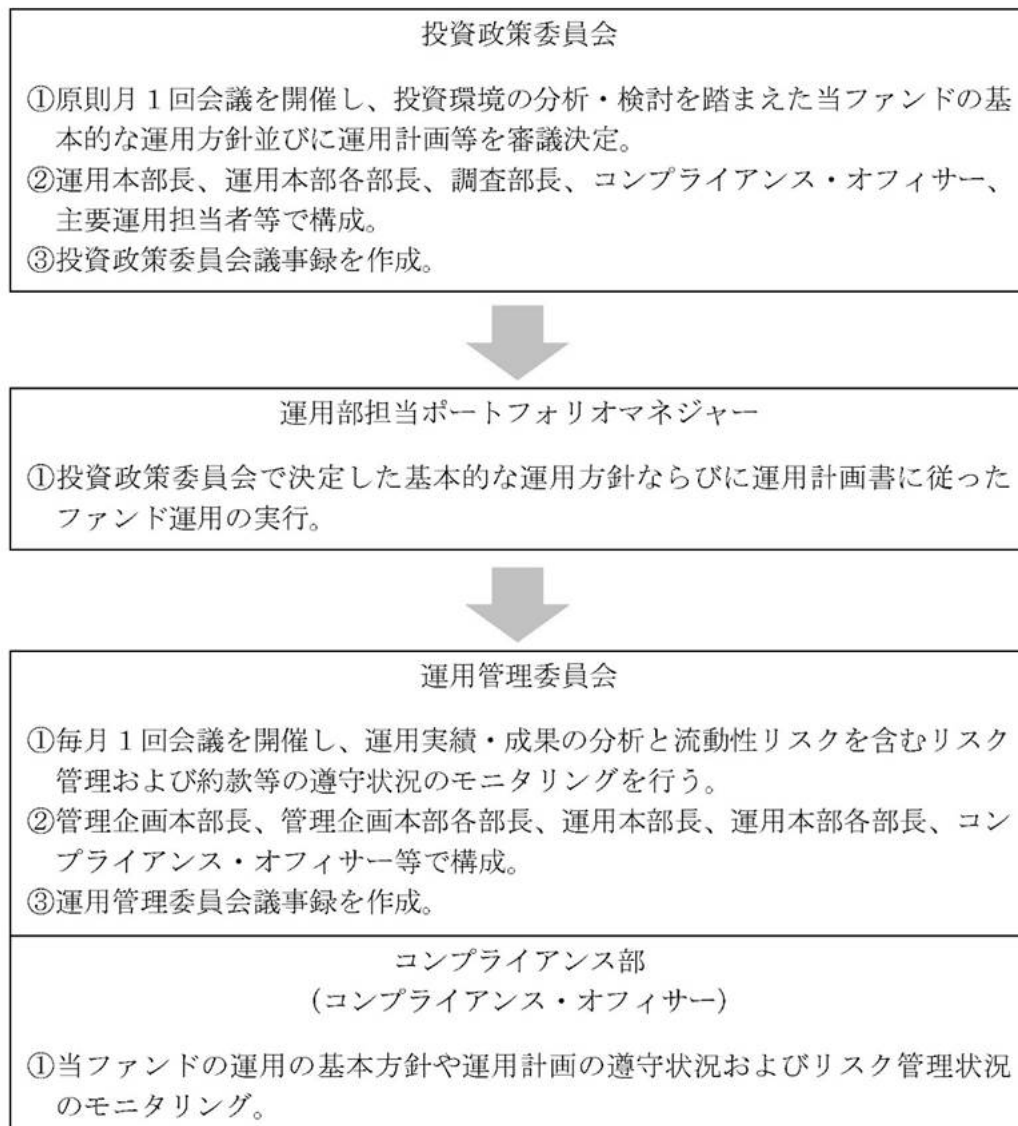 投資政策委員会
①原則月１回会議を開催し、投資環境の分析・検討を踏まえた当ファンドの基
本的な運用方針並びに運用計画等を審議決定。
②運用本部長、運用本部各部長、調査部長、コンプライアンス・オフィサー、
主要運用担当者等で構成。
③投資政策委員会議事録を作成。
運用部担当ポートフォリオマネジャー
①投資政策委員会で決定した基本的な運用方針ならびに運用計画書に従った
ファンド運用の実行。
運用管理委員会
①毎月１回会議を開催し、運用実績・成果の分析と流動性リスクを含むリスク
管理および約款等の遵守状況のモニタリングを行う。
②管理企画本部長、管理企画本部各部長、運用本部長、運用本部各部長、コン
プライアンス・オフィサー等で構成。
③運用管理委員会議事録を作成。
コンプライアンス部
（コンプライアンス・オフィサー）
①当ファンドの運用の基本方針や運用計画の遵守状況およびリスク管理状況
のモニタリング。